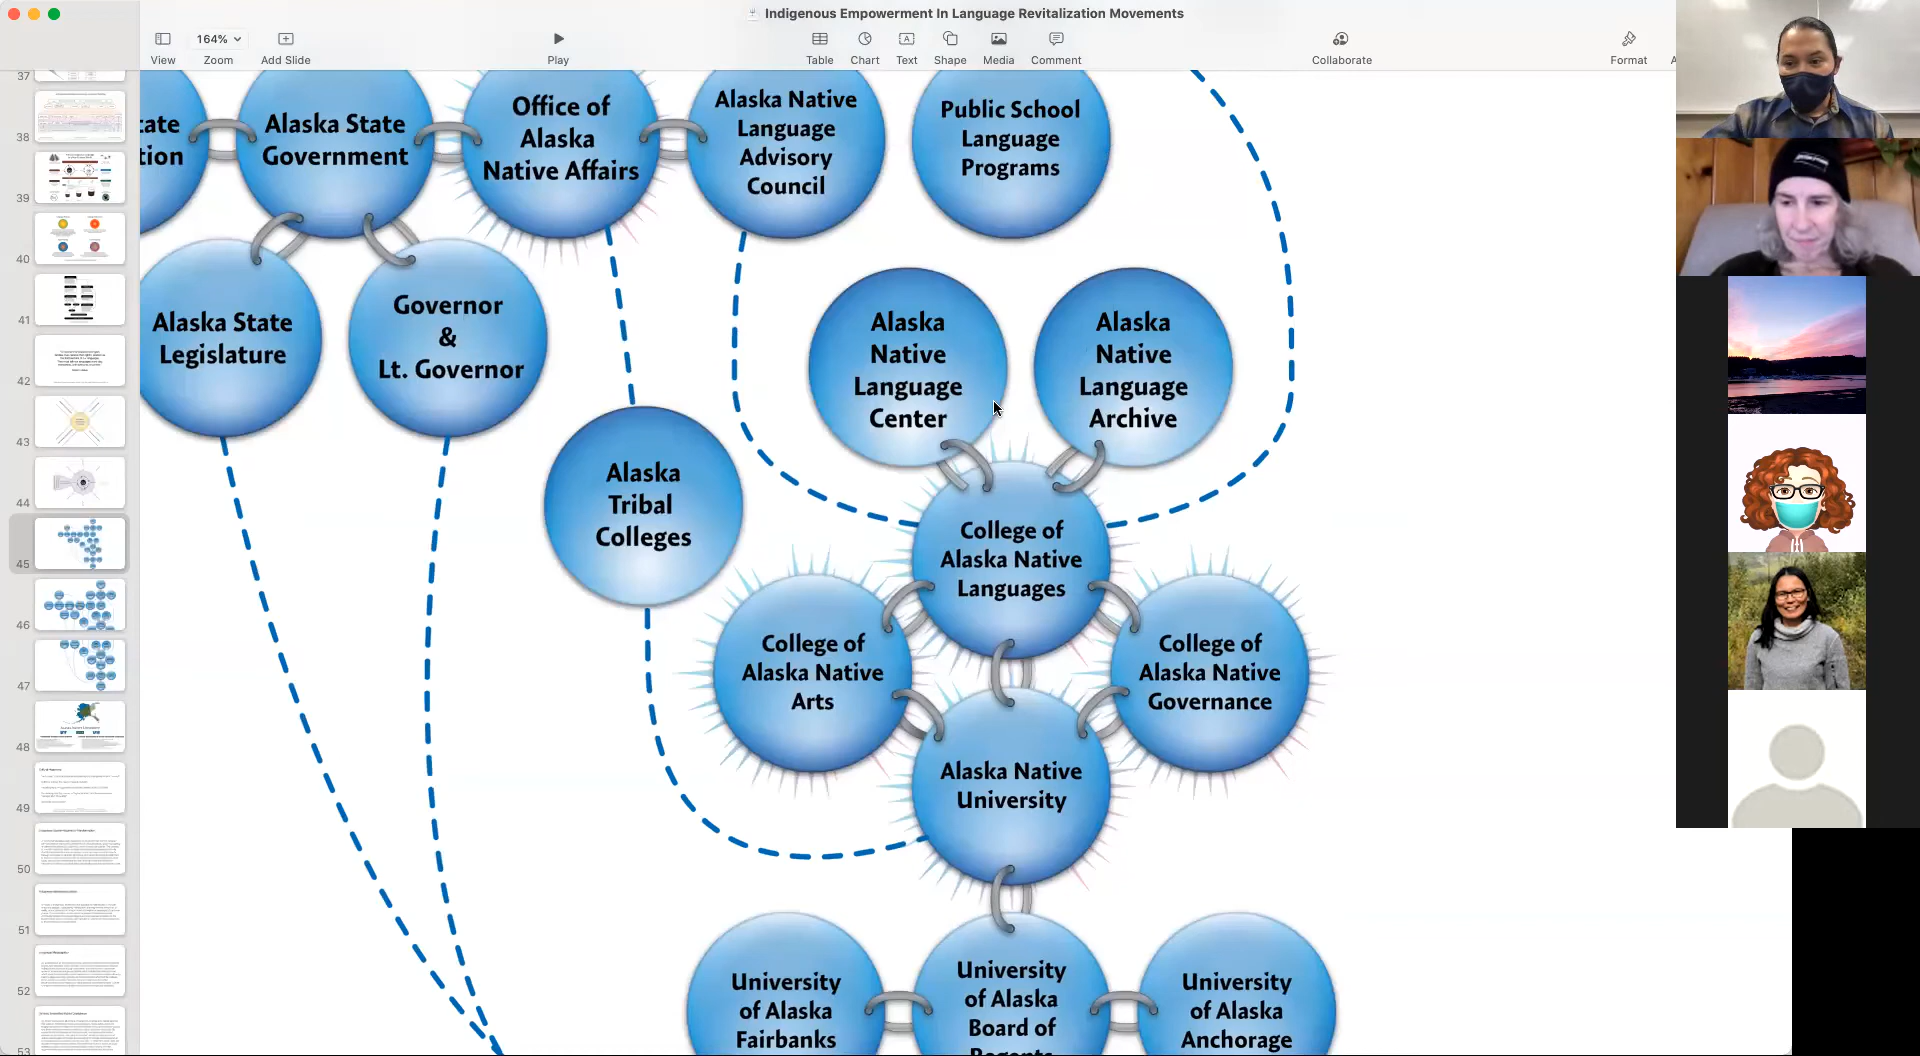 Indigenous Empowerment In Language Revitalization Movements
164%
View
Zoom
Add Slide
Play
Table
Chart
Text
Shape
Media
Comment
Collaborate
Format
37
38
39
40
41
42
43
44
45
46
47
48
49
50
51
52
53
Alaska State
Government
Office of
Alaska
Native Affairs
Alaska Native
Language
Advisory
Council
Public School
Language
Programs
Alaska State
Legislature
Governor
&
Lt. Governor
Alaska
Native
Language
Center
Alaska
Native
Language
Archive
Alaska
Tribal
Colleges
College of
Alaska Native
Languages
College of
Alaska Native
Arts
College of
Alaska Native
Governance
Alaska Native
University
University
of Alaska
Fairbanks
University
of Alaska
Board of
Regents
University
of Alaska
Anchorage